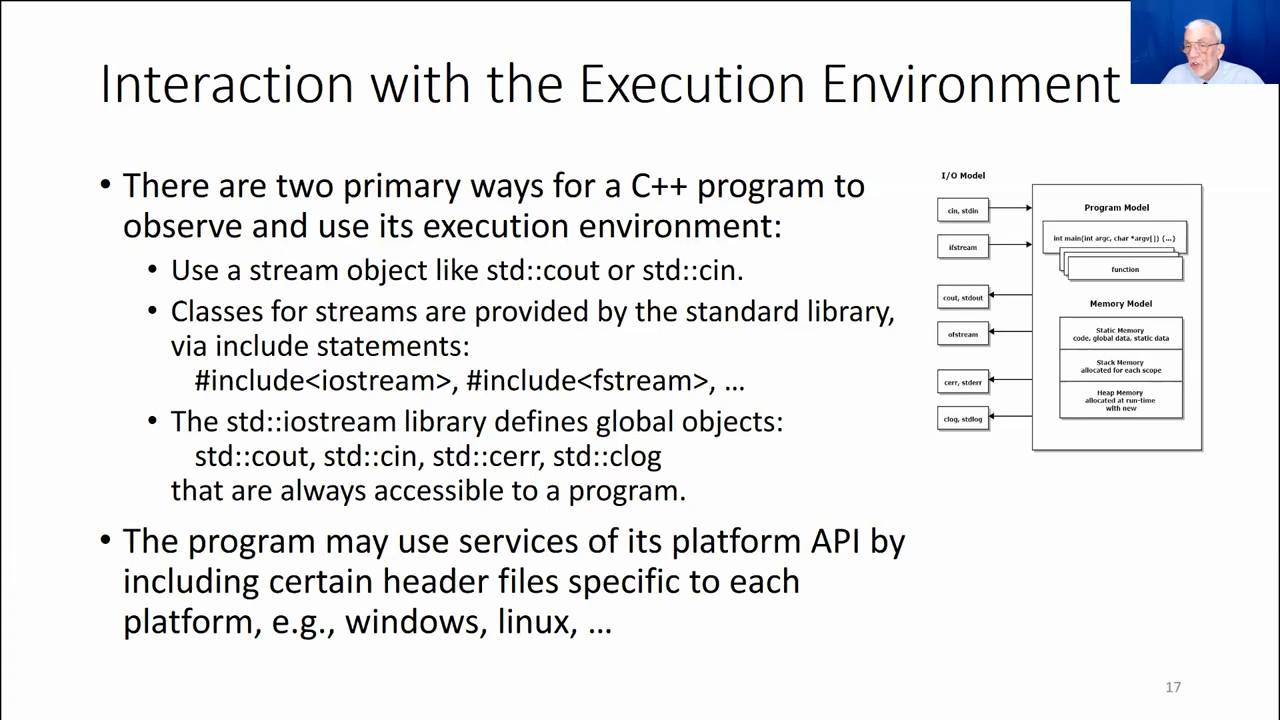 Interaction with the Execution Environment
• There are two primary ways for a C++ program to
observe and use its execution environment:
• Use a stream object like std::cout or std::cin.
• Classes for streams are provided by the standard library,
via include statements:
#include<iostream>, #include<fstream>, …
• The std::iostream library defines global objects:
std::cout, std::cin, std::cerr, std::clog
that are always accessible to a program.
• The program may use services of its platform API by
including certain header files specific to each
platform, e.g., windows, linux, …
I/O Model
cin, stdin
ifstream
cout, stdout
ofstream
cerr, stderr
clog, stdlog
Program Model
int main(int argc, char *argv[]) {...}
function
Memory Model
Static Memory
code, global data, static data
Stack Memory
allocated for each scope
Heap Memory
allocated at run-time
with new
17